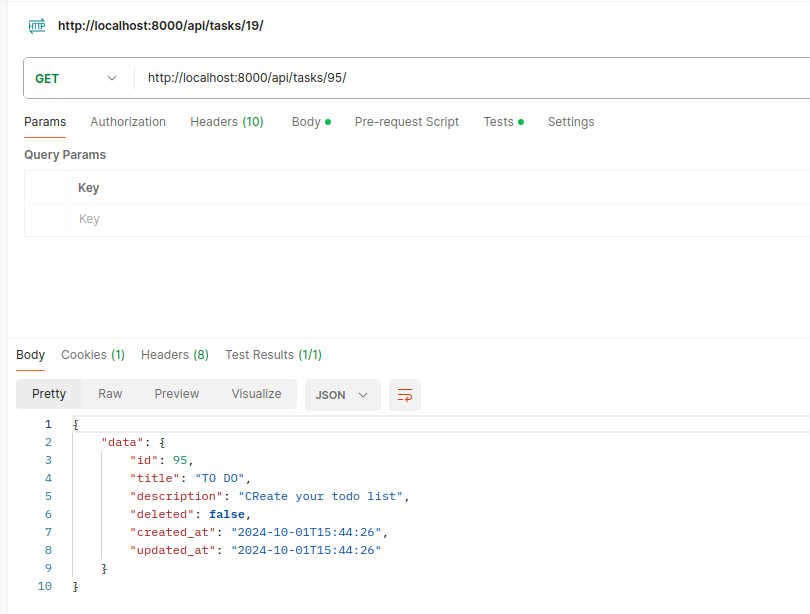 HTTP http://localhost:8000/api/tasks/19/
GET http://localhost:8000/api/tasks/95/
Params Authorization Headers (10) Body Pre-request Script Tests Settings
Query Params
Key
Key
Body Cookies (1) Headers (8) Test Results (1/1)
Pretty Raw Preview Visualize JSON
1 {
2 "data": {
3 "id": 95,
4 "title": "TO DO",
5 "description": "CReate your todo list",
6 "deleted": false,
7 "created_at": "2024-10-01T15:44:26",
8 "updated_at": "2024-10-01T15:44:26"
9 }
10 }